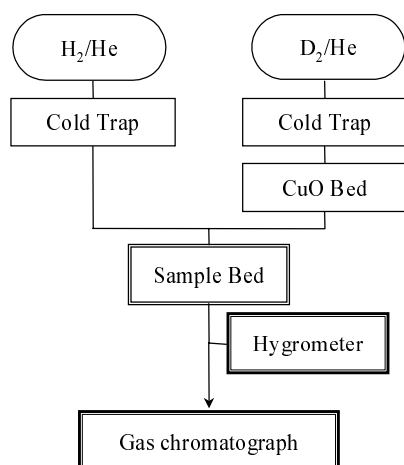 H₂/He
D₂/He
Cold Trap
Cold Trap
CuO Bed
Sample Bed
Hygrometer
Gas chromatograph